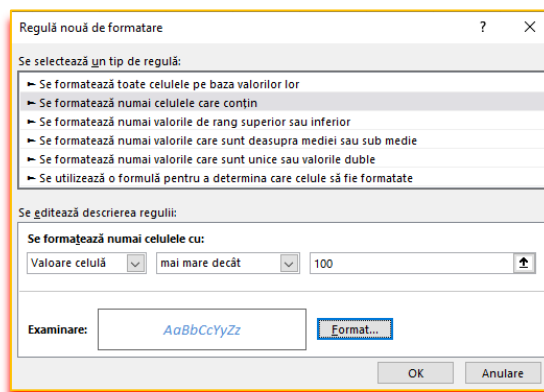 Regulă nouă de formatare ? ×
Se selectează un tip de regulă:
► Se formatează toate celulele pe baza valorilor lor
► Se formatează numai celulele care conțin
► Se formatează numai valorile de rang superior sau inferior
► Se formatează numai valorile care sunt deasupra mediei sau sub medie
► Se formatează numai valorile care sunt unice sau valorile duble
► Se utilizează o formulă pentru a determina care celule să fie formatate
Se editează descrierea regulii:
Se formatează numai celulele cu:
Valoare celulă mai mare decât 100
Examinare: AaBbCcYyZz Format...
OK Anulare